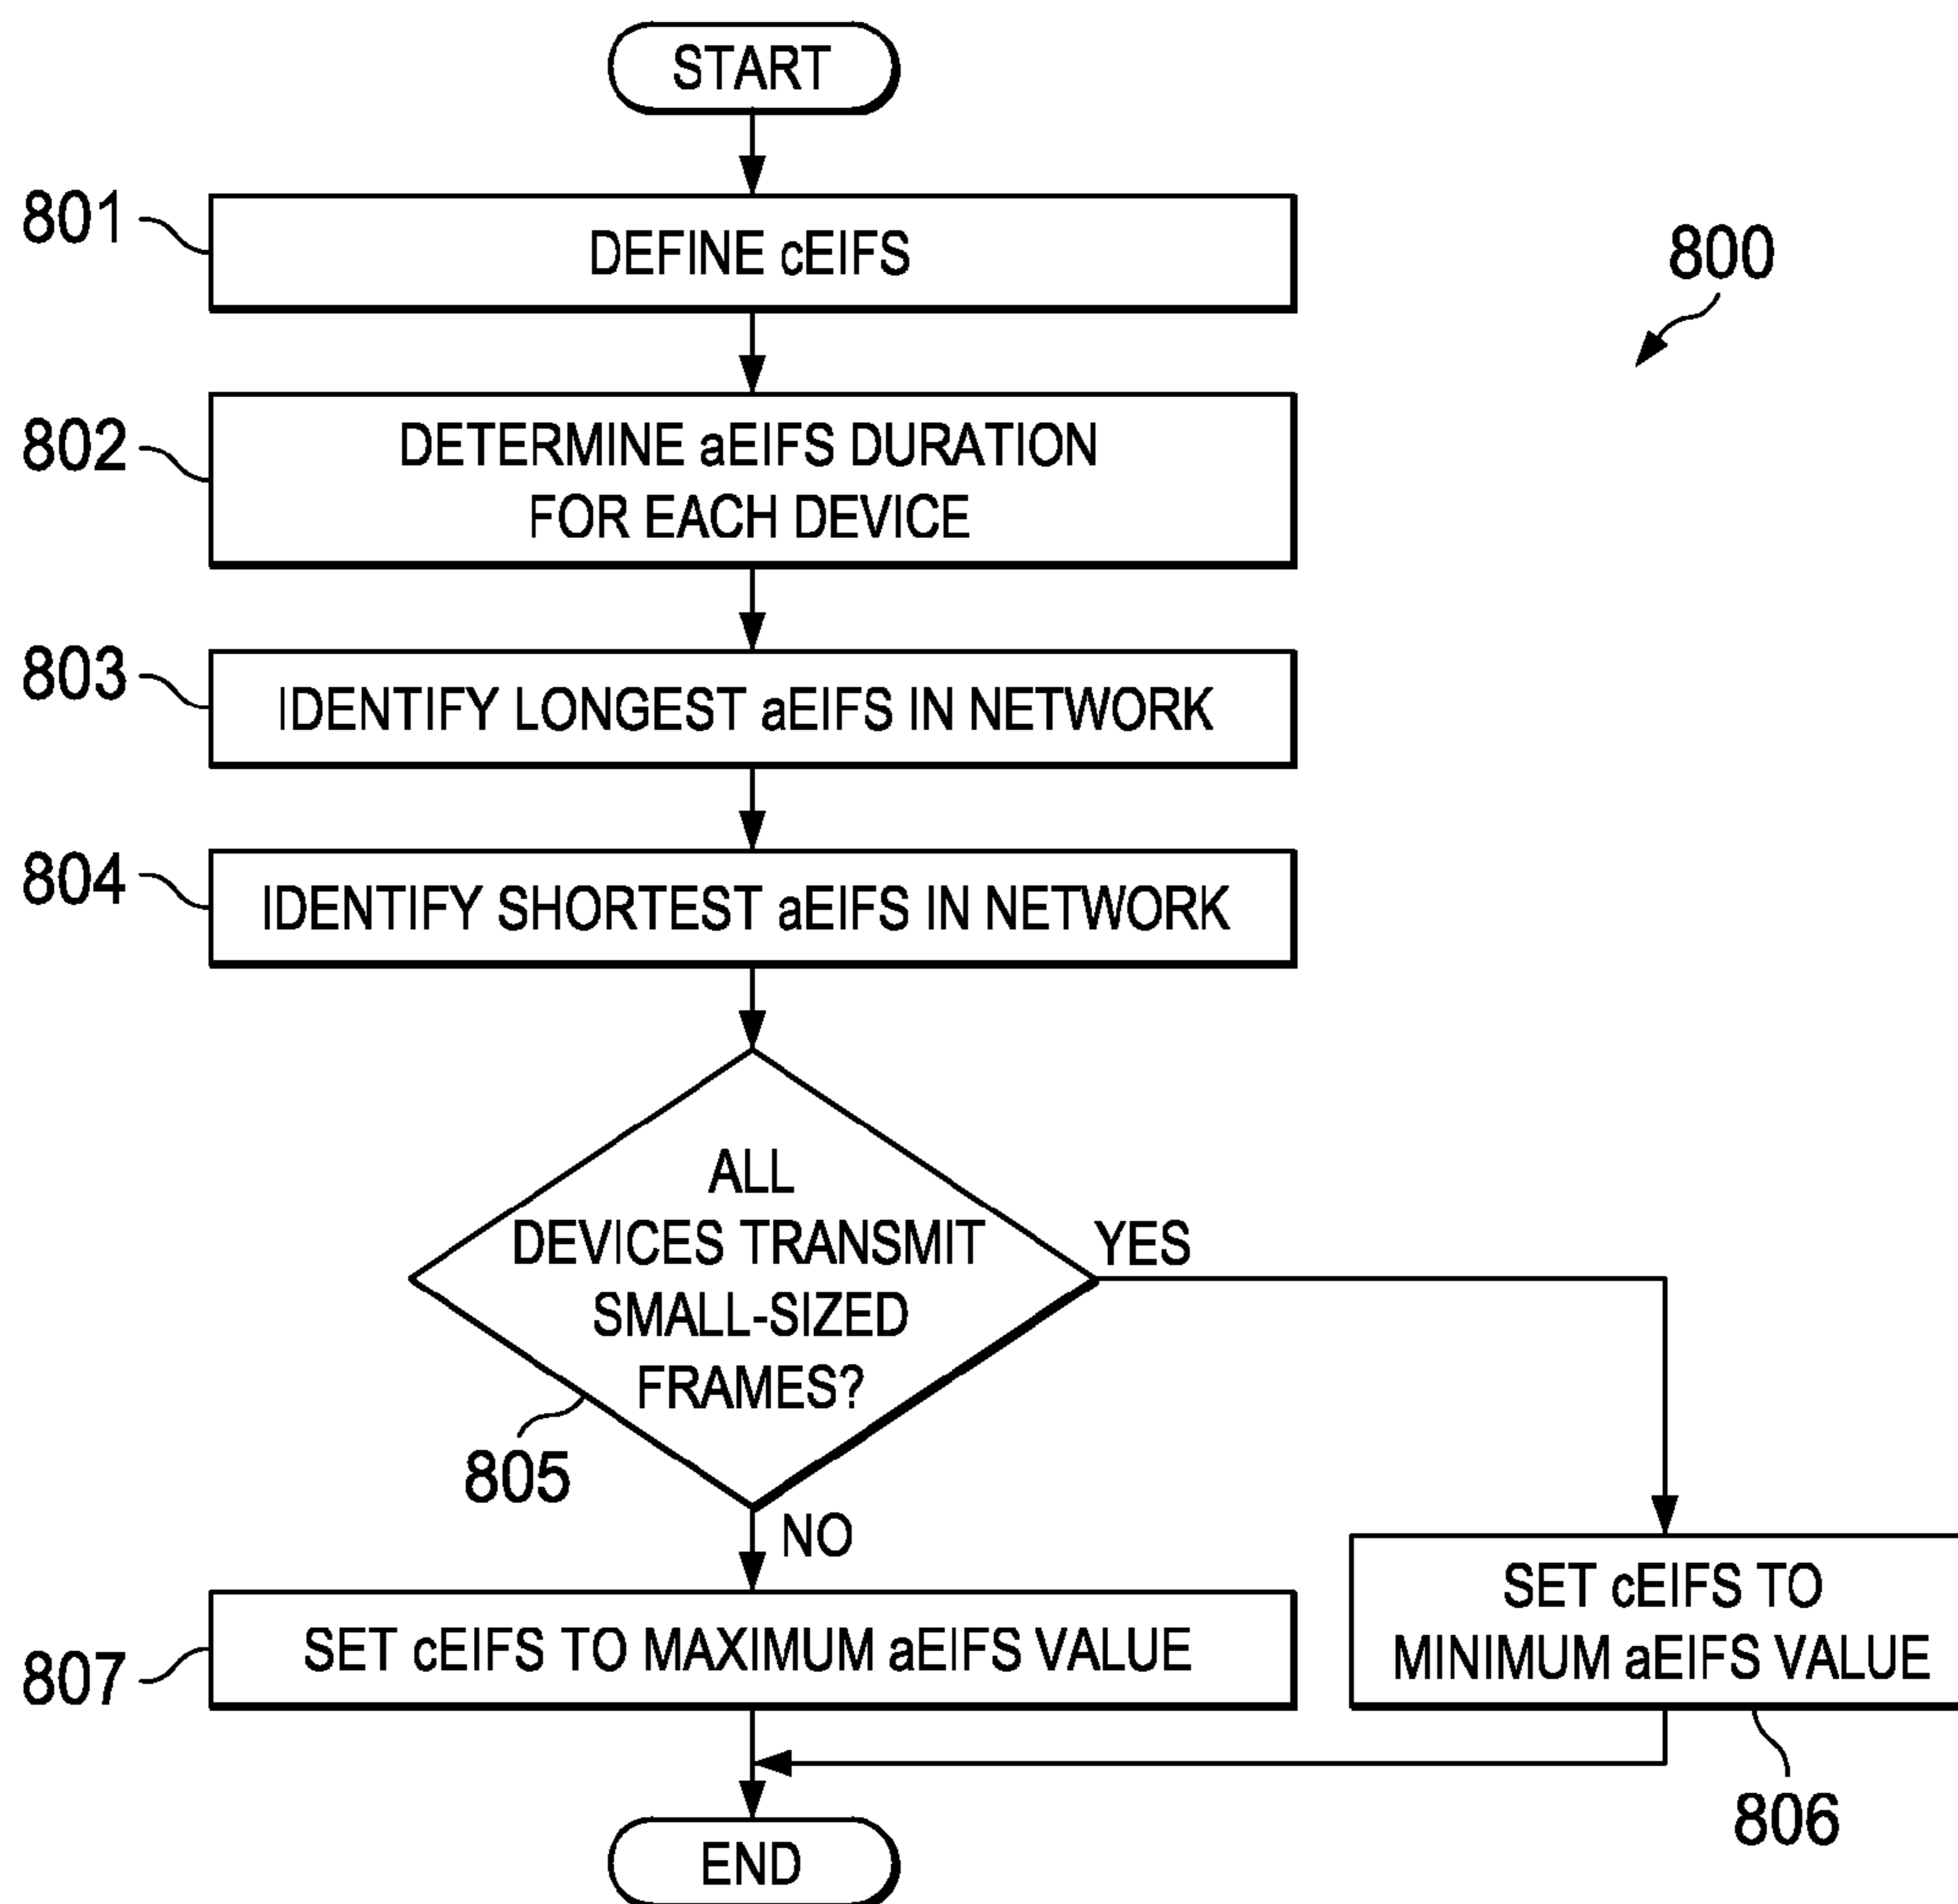 START
801
DEFINE cEIFS
800
802
DETERMINE aEIFS DURATION
FOR EACH DEVICE
803
IDENTIFY LONGEST aEIFS IN NETWORK
804
IDENTIFY SHORTEST aEIFS IN NETWORK
ALL
DEVICES TRANSMIT
SMALL-SIZED
FRAMES?
YES
805
NO
SET cEIFS TO
MINIMUM aEIFS VALUE
807
SET cEIFS TO MAXIMUM aEIFS VALUE
806
END